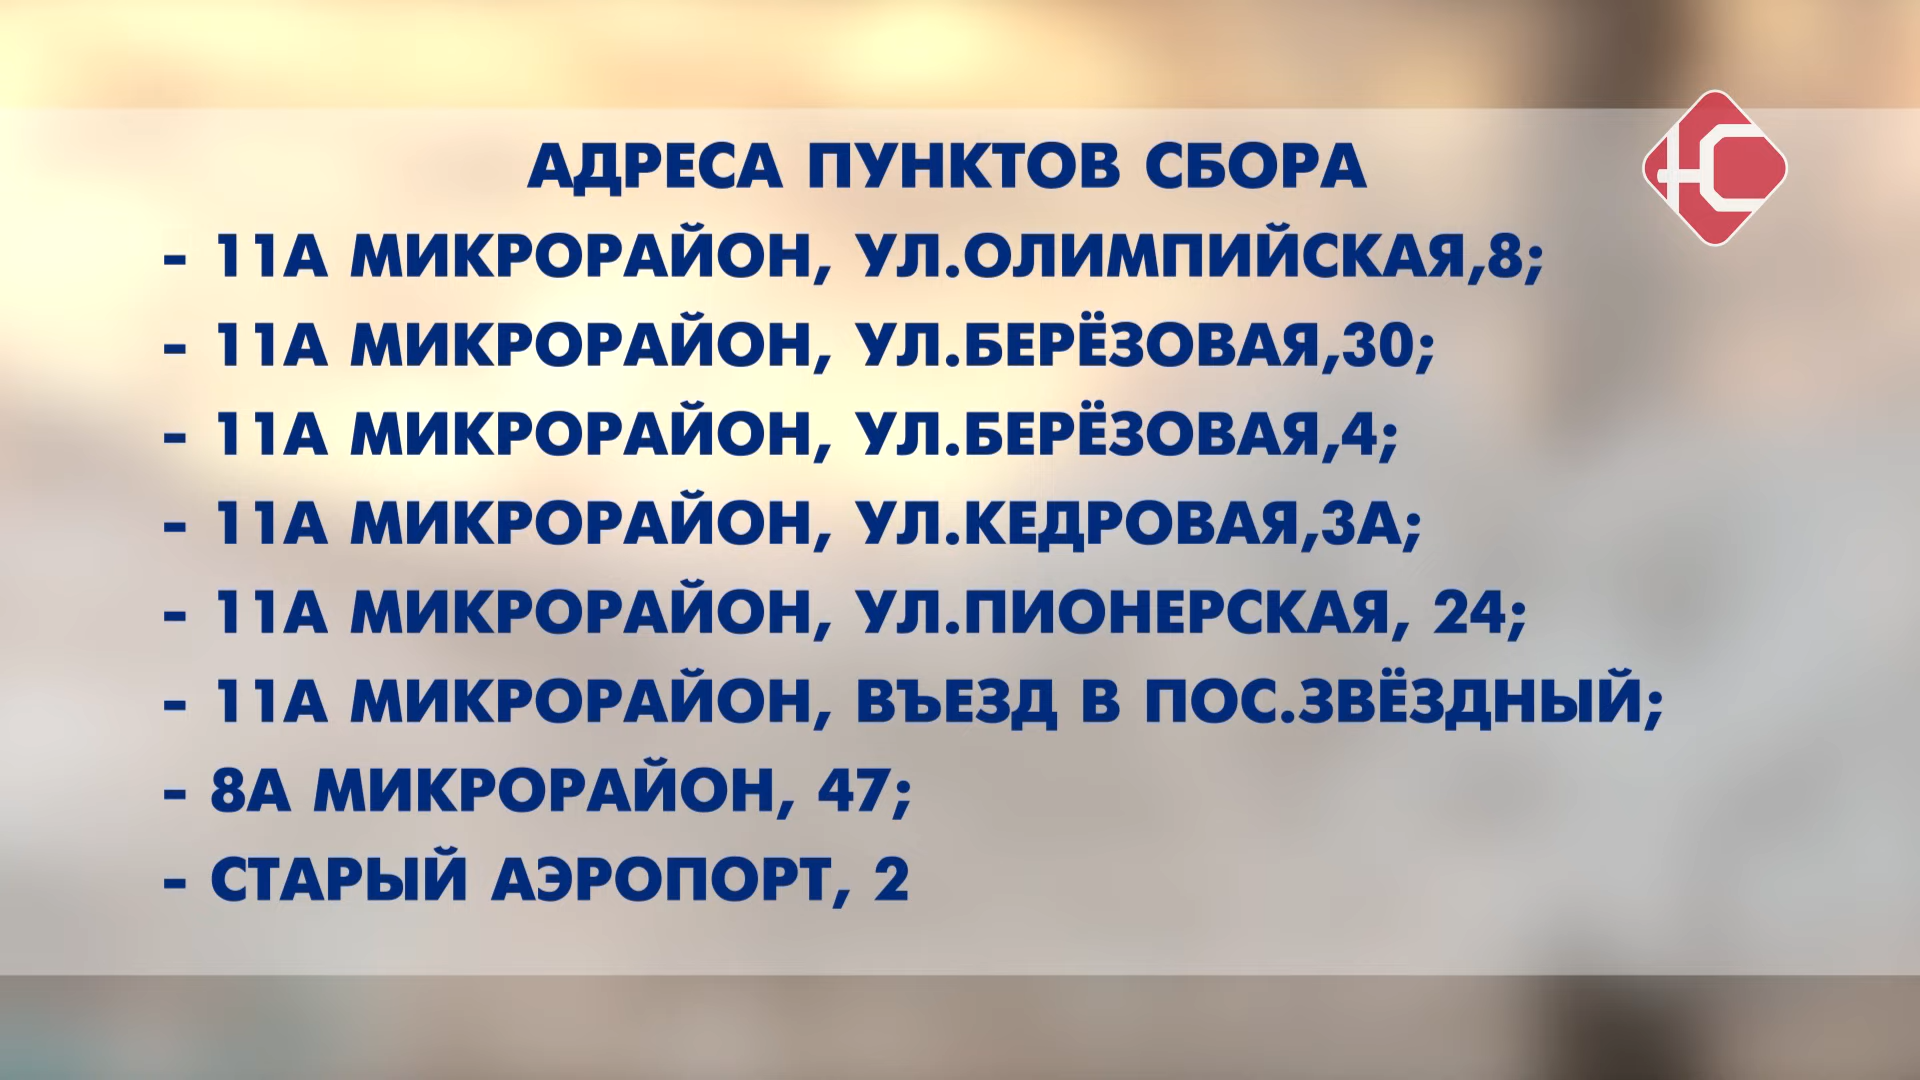 АДРЕСА ПУНКТОВ СБОРА
- 11А МИКРОРАЙОН, УЛ.ОЛИМПИЙСКАЯ,8;
- 11А МИКРОРАЙОН, УЛ.БЕРЁЗОВАЯ,30;
- 11А МИКРОРАЙОН, УЛ.БЕРЁЗОВАЯ,4;
- 11А МИКРОРАЙОН, УЛ.КЕДРОВАЯ,3А;
- 11А МИКРОРАЙОН, УЛ.ПИОНЕРСКАЯ, 24;
- 11А МИКРОРАЙОН, ВЪЕЗД В ПОС.ЗВЁЗДНЫЙ;
- 8А МИКРОРАЙОН, 47;
- СТАРЫЙ АЭРОПОРТ, 2